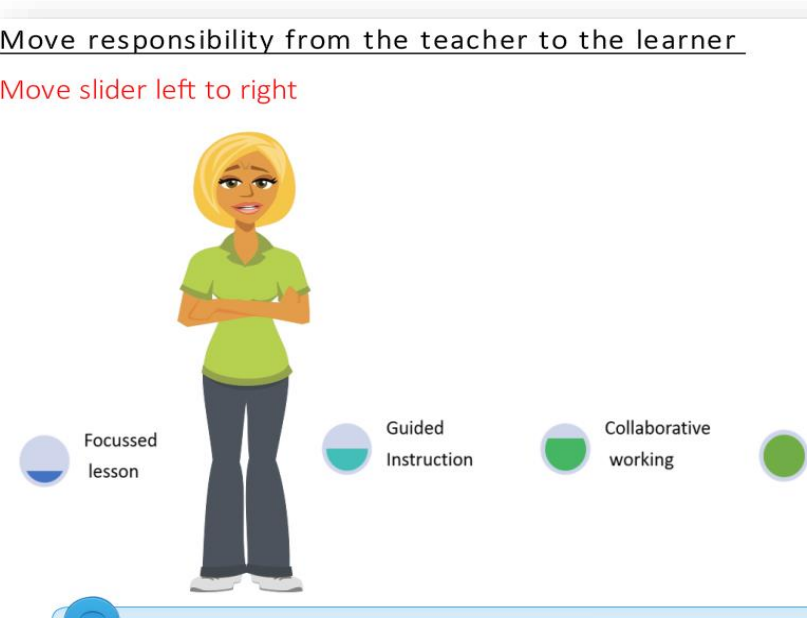 Move responsibility from the teacher to the learner
Move slider left to right
Focussed
lesson
Guided
Instruction
Collaborative
working